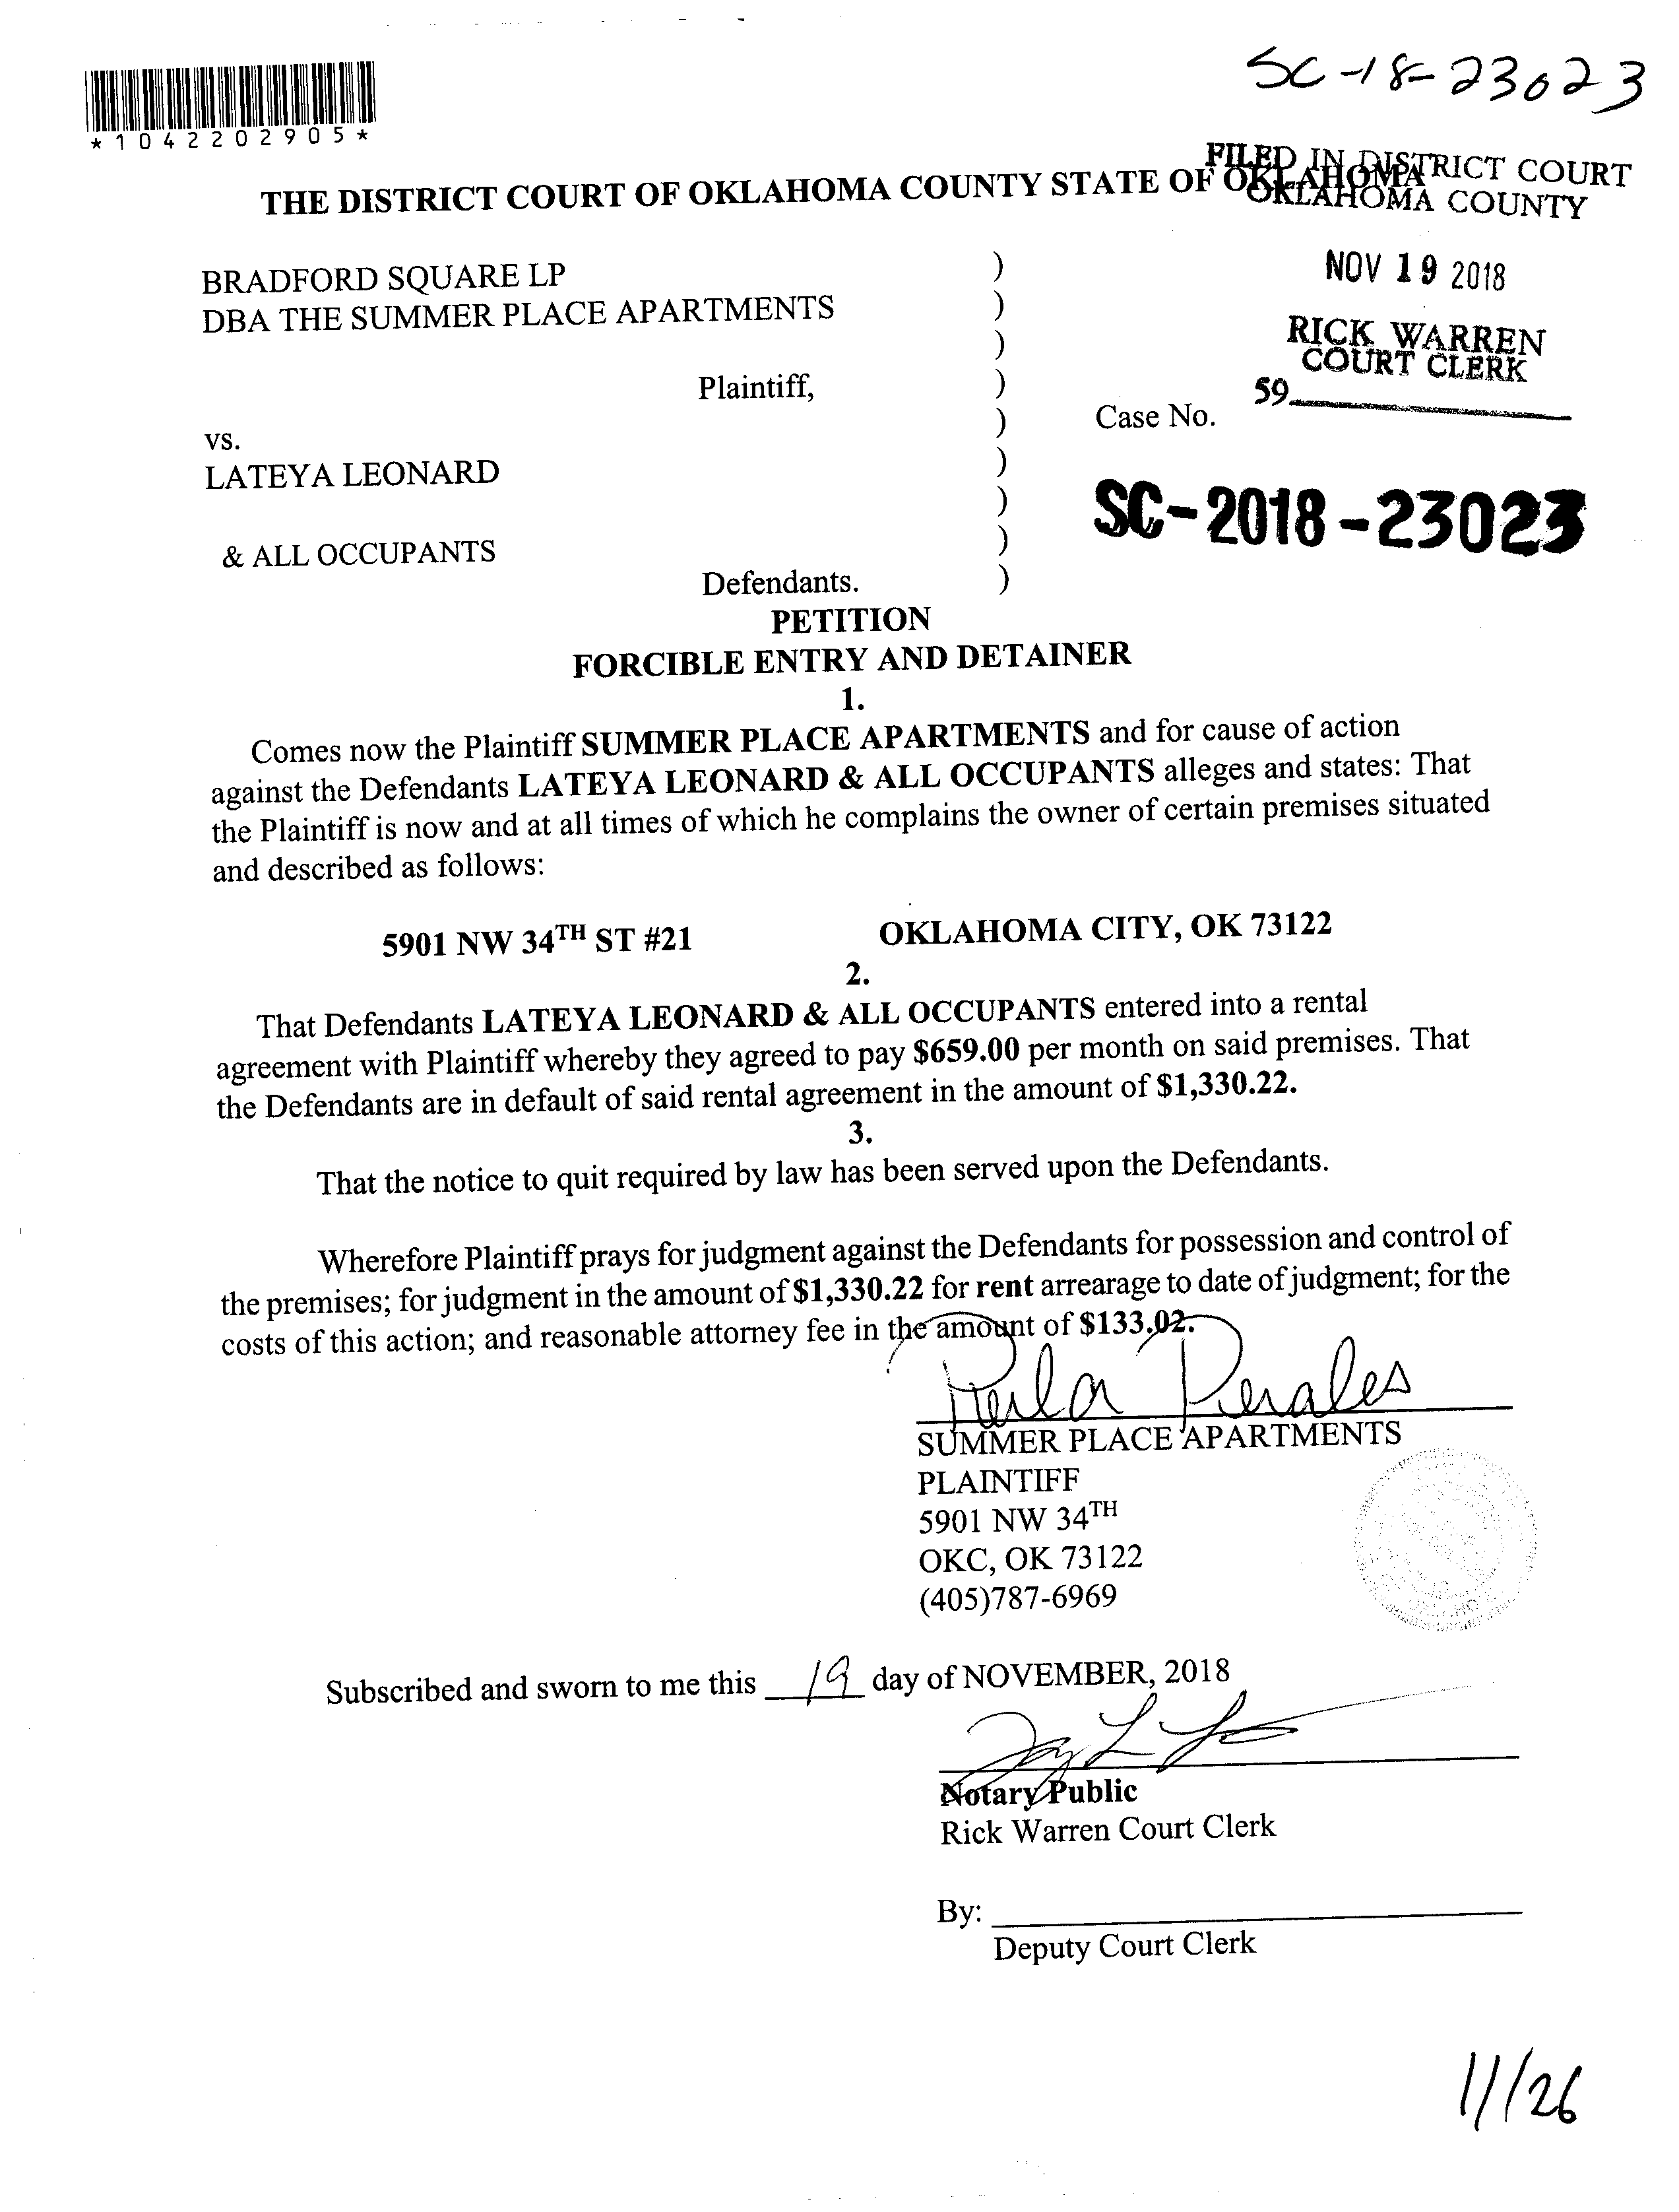 SC-18-23023
*1042202905*
FILED IN DISTRICT COURT
OKLAHOMA COUNTY
THE DISTRICT COURT OF OKLAHOMA COUNTY STATE OF OKLAHOMA
NOV 19 2018
RICK WARREN
COURT CLERK
59
BRADFORD SQUARE LP )
DBA THE SUMMER PLACE APARTMENTS )
)
Plaintiff, )
vs. ) Case No.
LATEYA LEONARD )
) SC-2018-23023
& ALL OCCUPANTS )
Defendants. )
PETITION
FORCIBLE ENTRY AND DETAINER
1.
Comes now the Plaintiff SUMMER PLACE APARTMENTS and for cause of action
against the Defendants LATEYA LEONARD & ALL OCCUPANTS alleges and states: That
the Plaintiff is now and at all times of which he complains the owner of certain premises situated
and described as follows:
5901 NW 34TH ST #21 OKLAHOMA CITY, OK 73122
2.
That Defendants LATEYA LEONARD & ALL OCCUPANTS entered into a rental
agreement with Plaintiff whereby they agreed to pay $659.00 per month on said premises. That
the Defendants are in default of said rental agreement in the amount of $1,330.22.
3.
That the notice to quit required by law has been served upon the Defendants.
Wherefore Plaintiff prays for judgment against the Defendants for possession and control of
the premises; for judgment in the amount of $1,330.22 for rent arrearage to date of judgment; for the
costs of this action; and reasonable attorney fee in the amount of $133.02.
Perla Perales
SUMMER PLACE APARTMENTS
PLAINTIFF
5901 NW 34TH
OKC, OK 73122
(405)787-6969
Subscribed and sworn to me this 19 day of NOVEMBER, 2018
Notary Public
Rick Warren Court Clerk
By:
Deputy Court Clerk
11/26